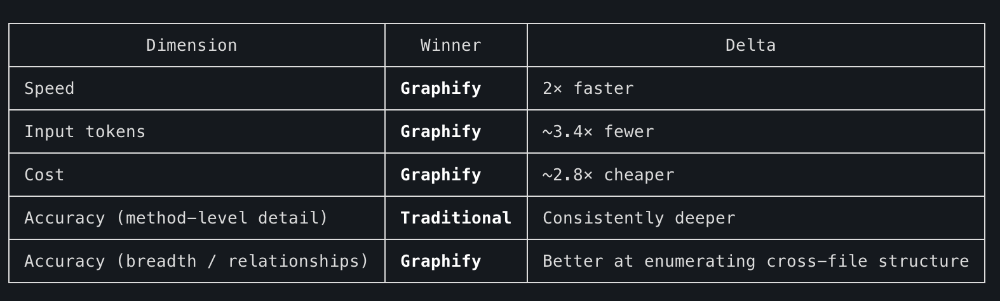 Dimension Winner Delta
Speed Graphify 2× faster
Input tokens Graphify ~3.4× fewer
Cost Graphify ~2.8× cheaper
Accuracy (method-level detail) Traditional Consistently deeper
Accuracy (breadth / relationships) Graphify Better at enumerating cross-file structure